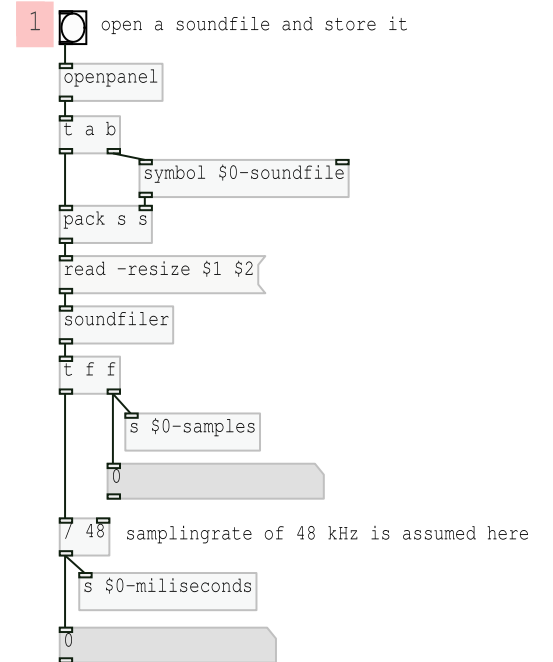 1 open a soundfile and store it
openpanel
t a b
symbol $0-soundfile
pack s s
read -resize $1 $2
soundfiler
t f f
s $0-samples
0
/ 48 samplingrate of 48 kHz is assumed here
s $0-miliseconds
0